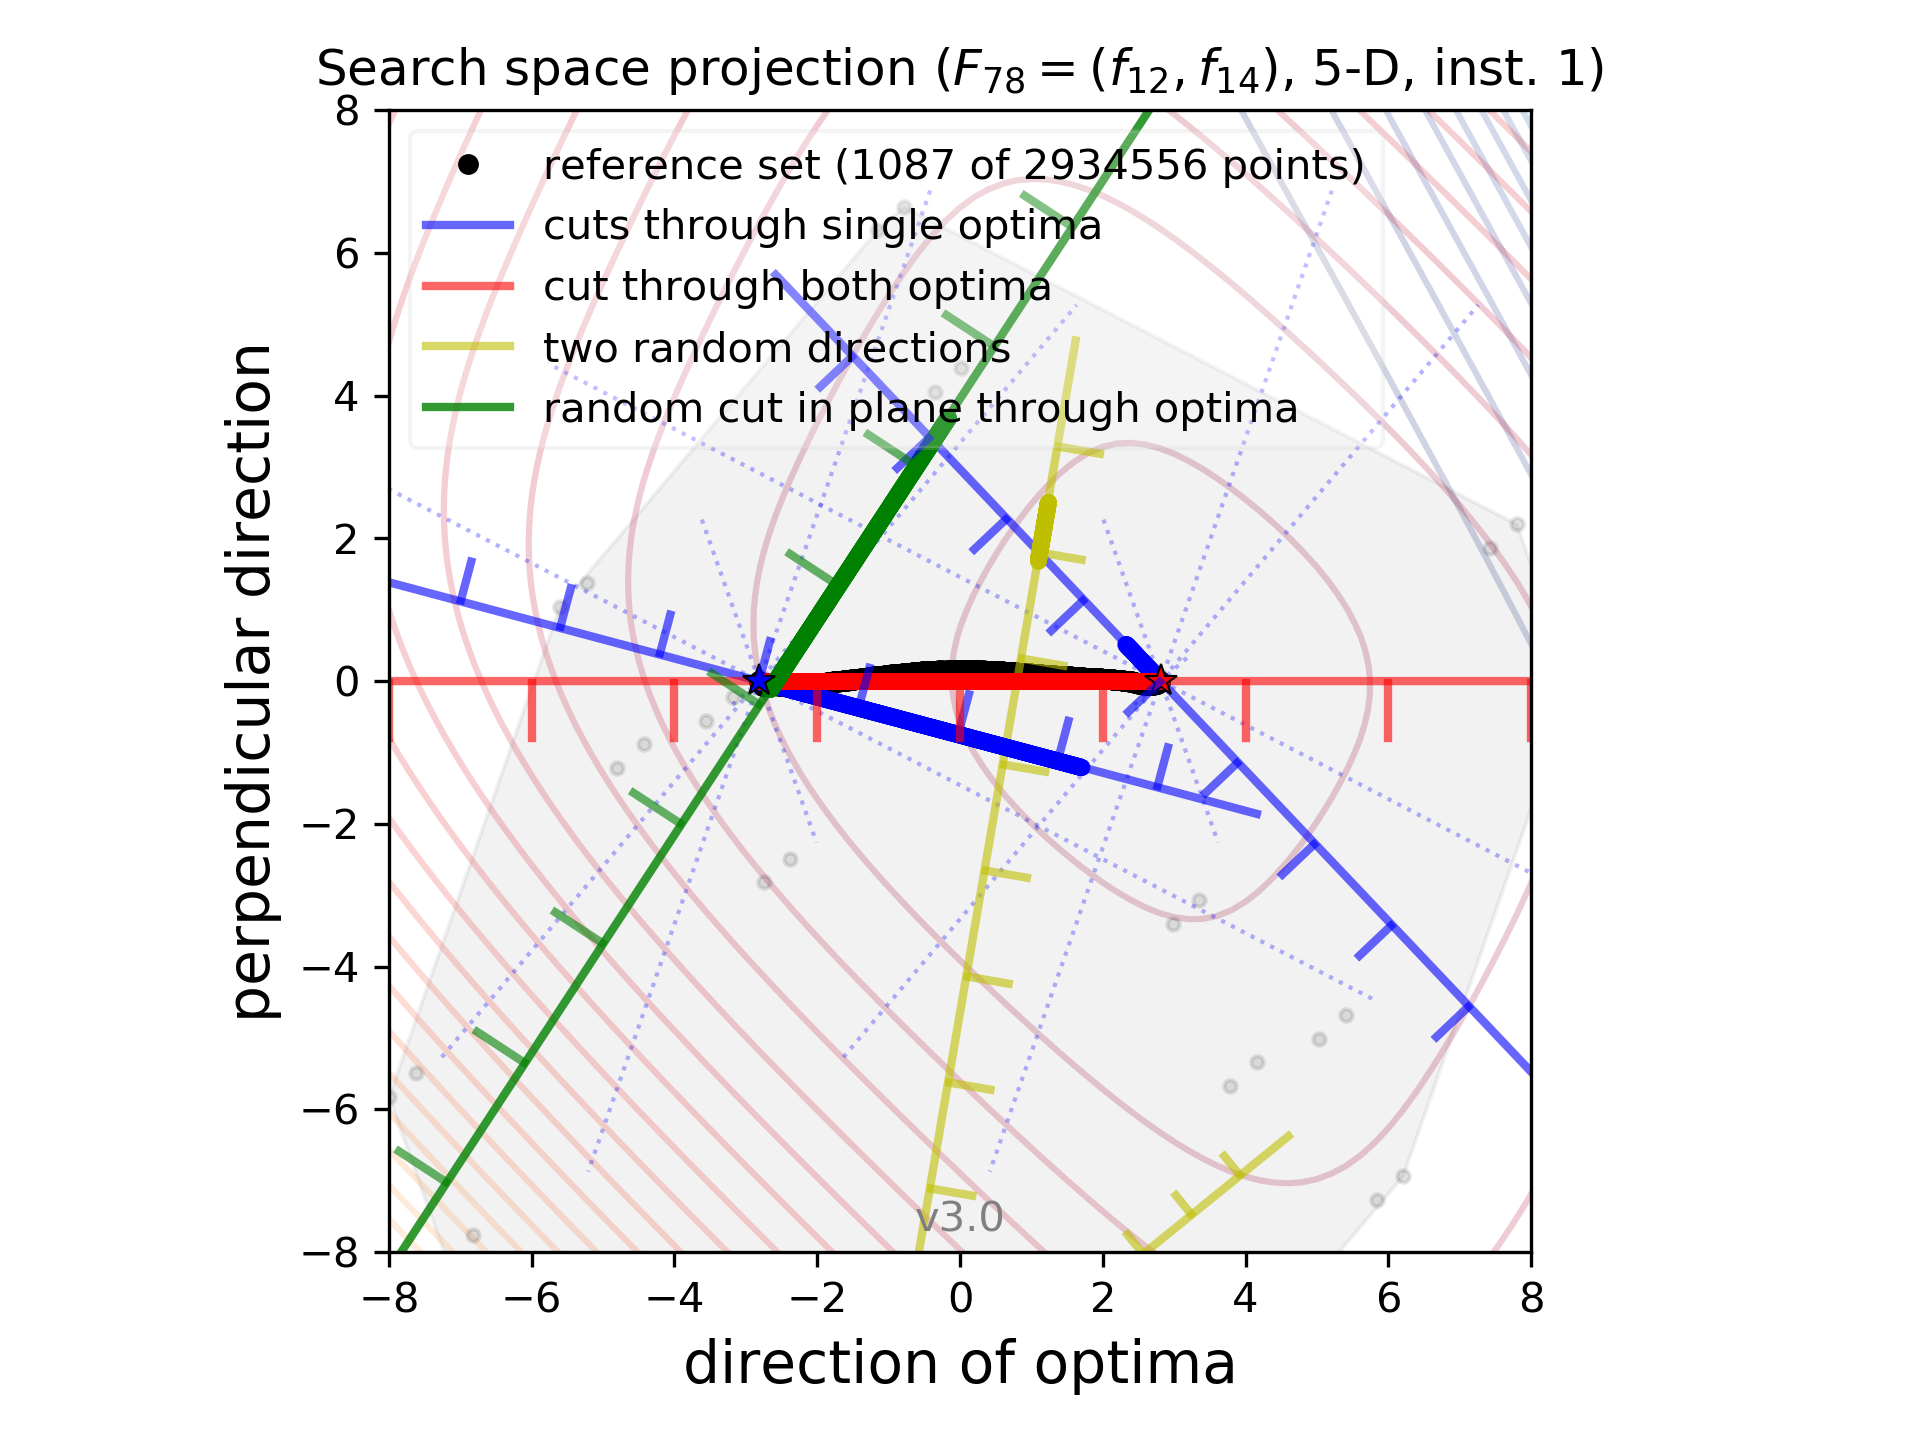 Search space projection (F78 = (f12, f14), 5-D, inst. 1)
reference set (1087 of 2934556 points)
cuts through single optima
cut through both optima
two random directions
random cut in plane through optima
perpendicular direction
8
6
4
2
0
−2
−4
−6
−8
v3.0
−8 −6 −4 −2 0 2 4 6 8
direction of optima